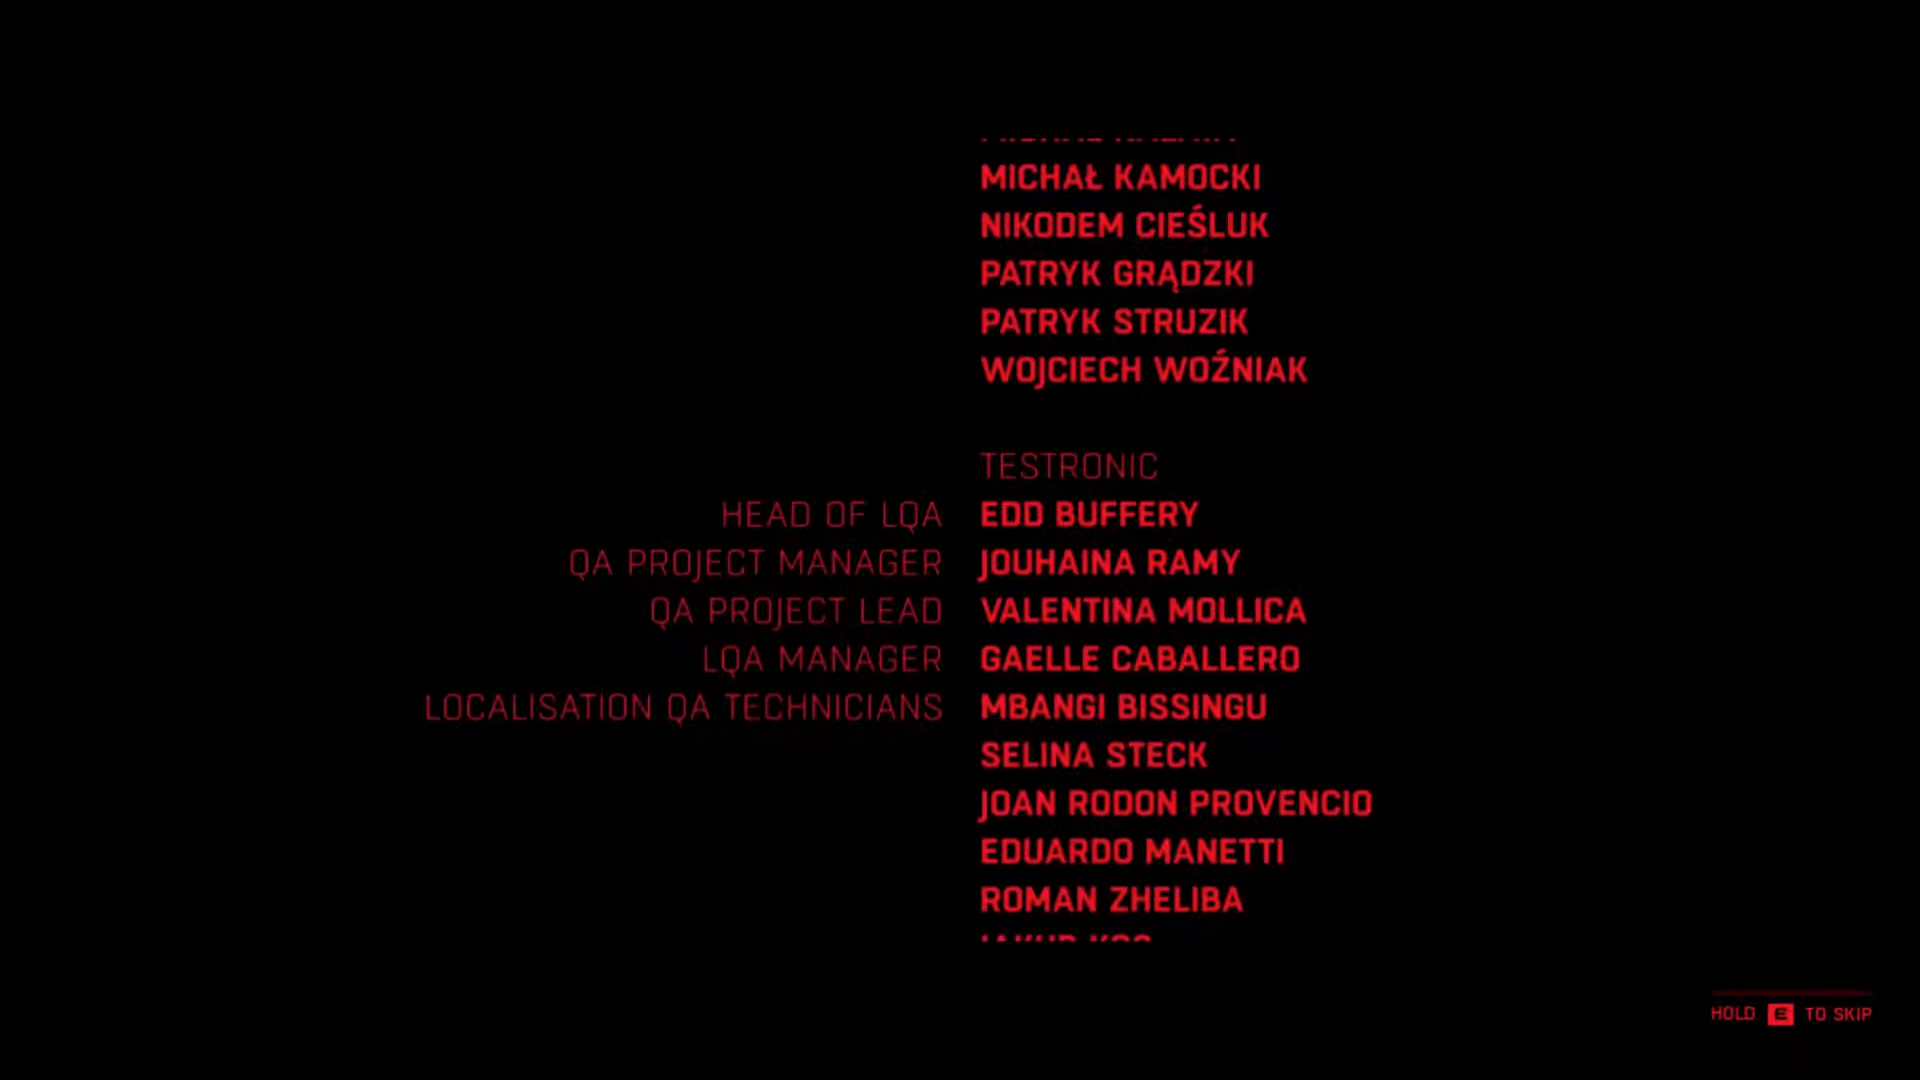 MICHAŁ KAMOCKI
NIKODEM CIEŚLUK
PATRYK GRĄDZKI
PATRYK STRUZIK
WOJCIECH WOŹNIAK
TESTRONIC
HEAD OF LQA EDD BUFFERY
QA PROJECT MANAGER JOUHAINA RAMY
QA PROJECT LEAD VALENTINA MOLLICA
LQA MANAGER GAELLE CABALLERO
LOCALISATION QA TECHNICIANS MBANGI BISSINGU
SELINA STECK
JOAN RODON PROVENCIO
EDUARDO MANETTI
ROMAN ZHELIBA
HOLD E TO SKIP